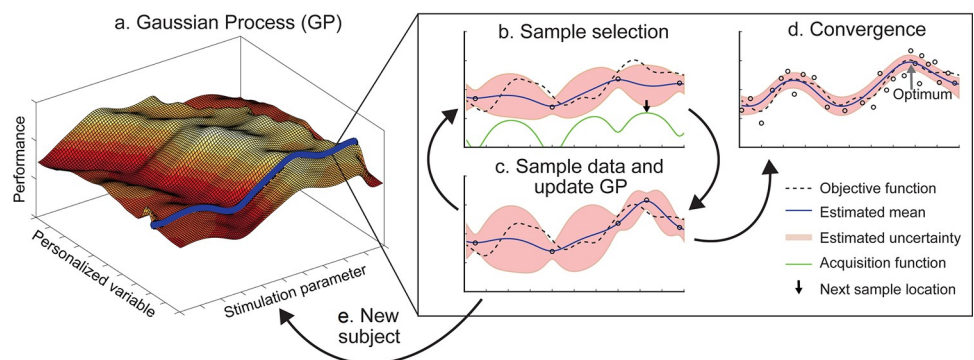 a. Gaussian Process (GP)
Performance
Personalized variable
Stimulation parameter
b. Sample selection
c. Sample data and
update GP
d. Convergence
Optimum
Objective function
Estimated mean
Estimated uncertainty
Acquisition function
Next sample location
e. New
subject